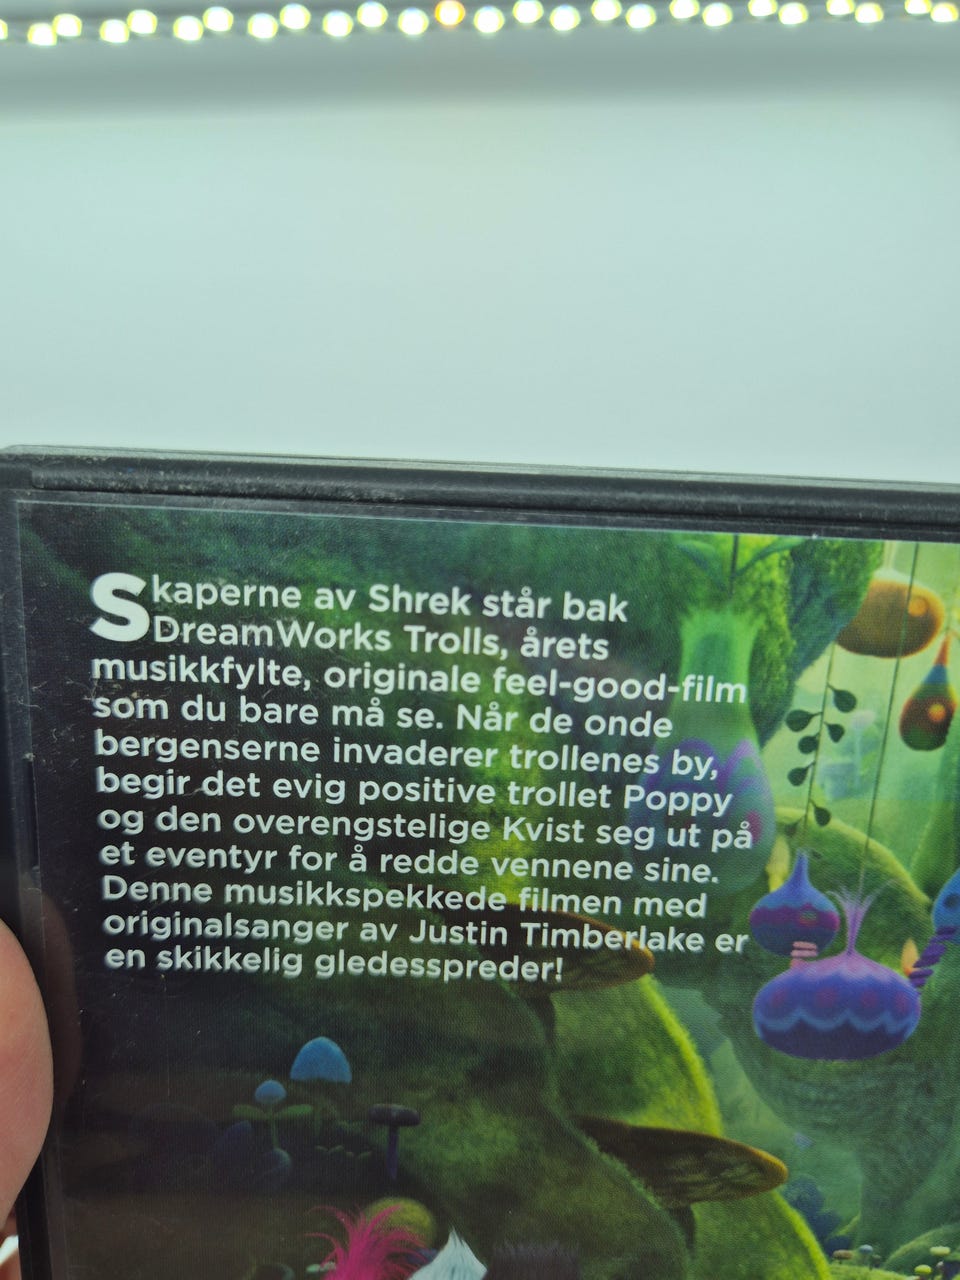 Skaperne av Shrek står bak
DreamWorks Trolls, årets
musikkfylte, originale feel-good-film
som du bare må se. Når de onde
bergenserne invaderer trollenes by,
begir det evig positive trollet Poppy
og den overengstelige Kvist seg ut på
et eventyr for å redde vennene sine.
Denne musikkspekkede filmen med
originalsanger av Justin Timberlake er
en skikkelig gledesspreder!